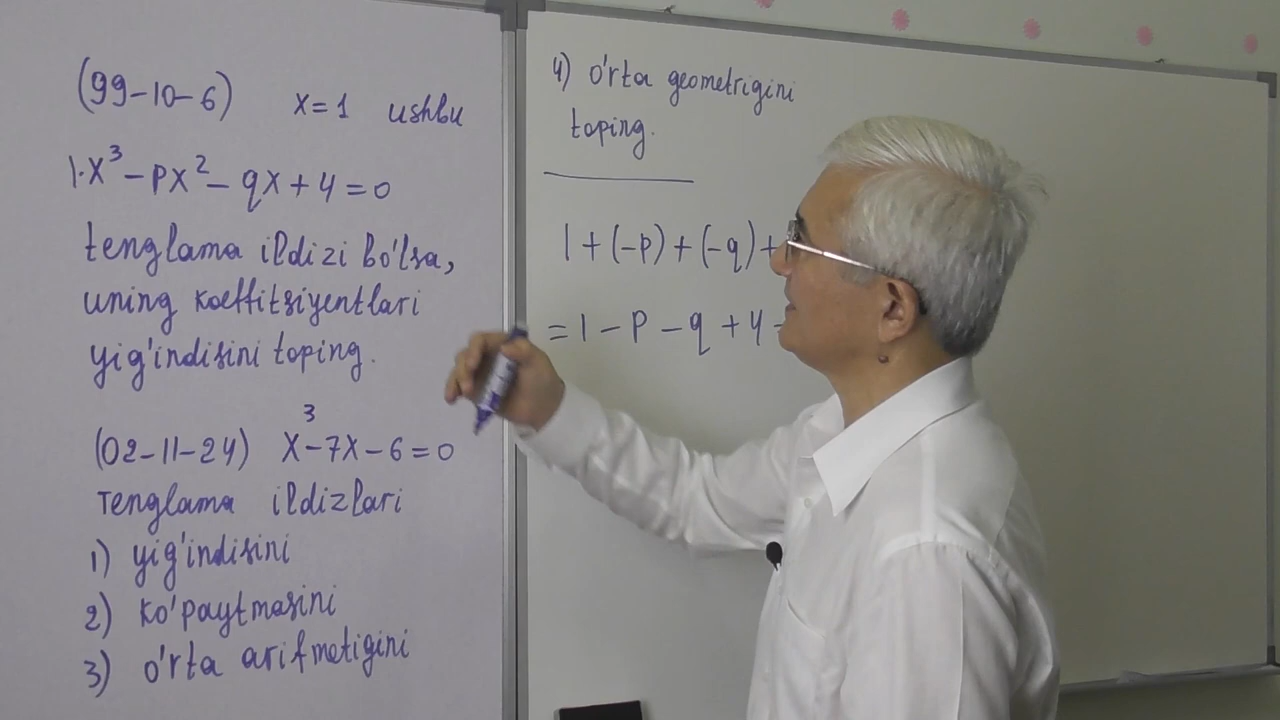 (99-10-6) x=1 ushbu
1·x³ - px² - qx + 4 = 0
tenglama ildizi bo'lsa,
uning koeffitsiyentlari
yig'indisini toping.
(02-11-24) x³-7x-6=0
Tenglama ildizlari
1) yig'indisini
2) ko'paytmasini
3) o'rta arifmetigini
4) o'rta geometrigini
toping.
1 + (-p) + (-q) +
= 1 - p - q + 4 -